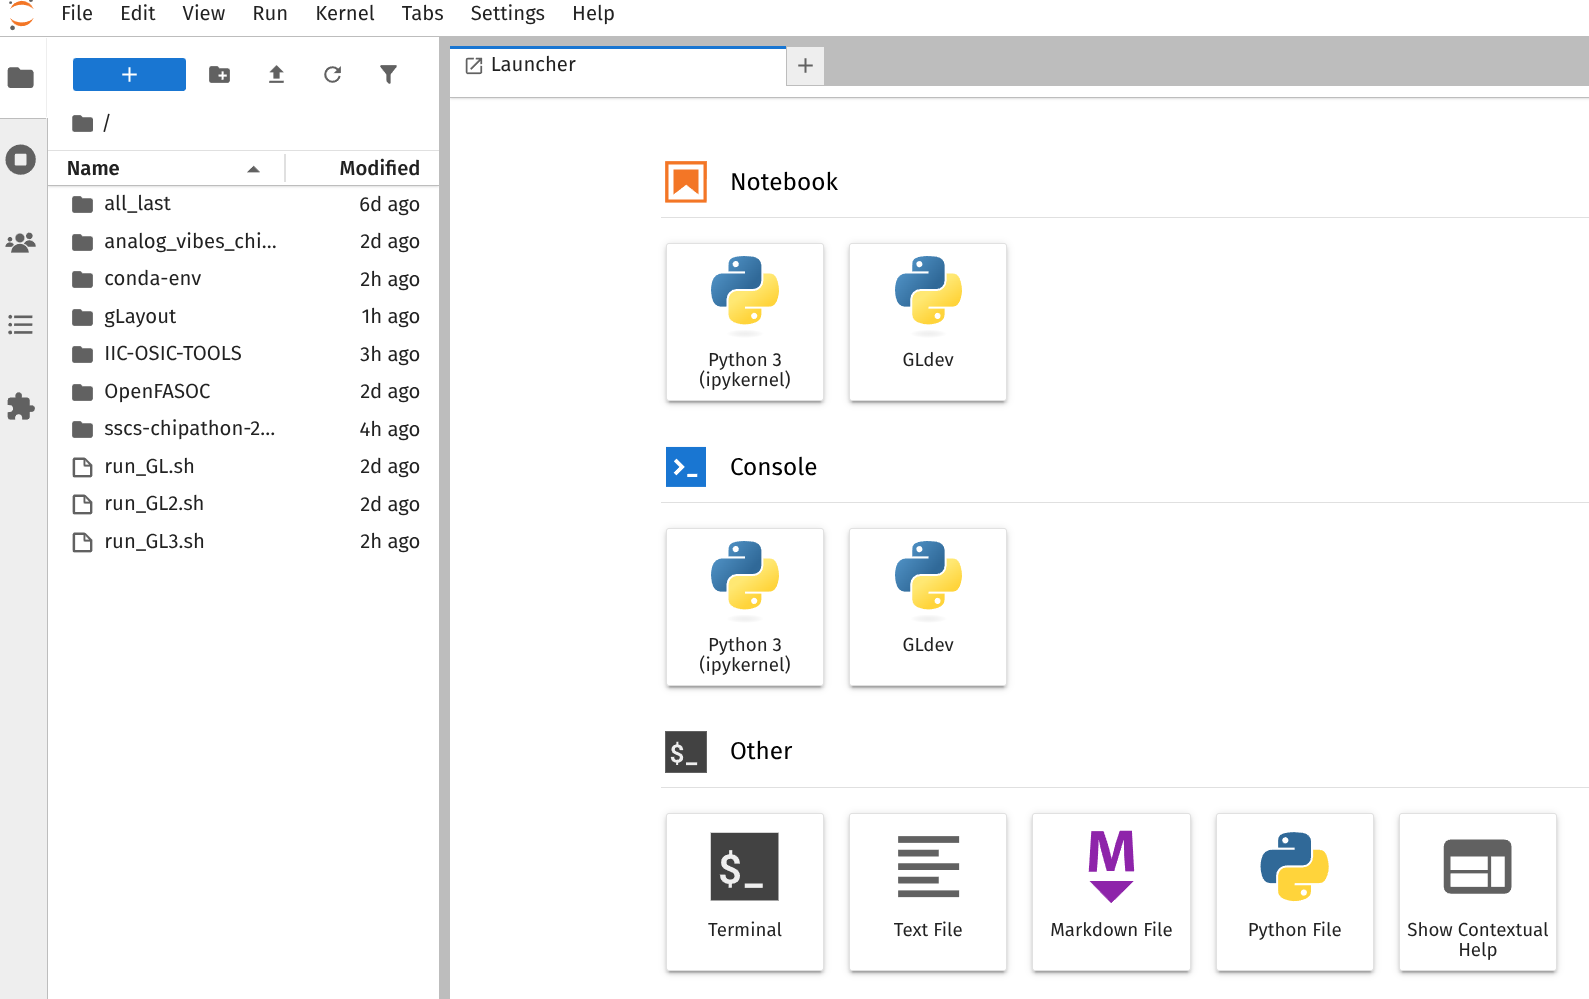 File Edit View Run Kernel Tabs Settings Help
Launcher
/
Name Modified
all_last 6d ago
analog_vibes_chi... 2d ago
conda-env 2h ago
gLayout 1h ago
IIC-OSIC-TOOLS 3h ago
OpenFASOC 2d ago
sscs-chipathon-2... 4h ago
run_GL.sh 2d ago
run_GL2.sh 2d ago
run_GL3.sh 2h ago
Notebook
Python 3
(ipykernel)
GLdev
Console
Python 3
(ipykernel)
GLdev
$_ Other
$_
Terminal
Text File
M
Markdown File
Python File
Show Contextual
Help